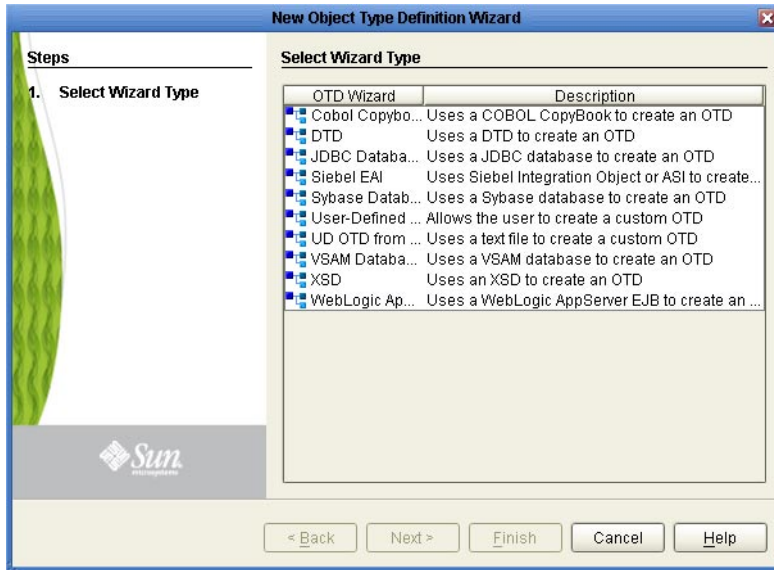 New Object Type Definition Wizard
Steps
1. Select Wizard Type
Select Wizard Type
OTD Wizard Description
Cobol Copybo... Uses a COBOL CopyBook to create an OTD
DTD Uses a DTD to create an OTD
JDBC Databa... Uses a JDBC database to create an OTD
Siebel EAI Uses Siebel Integration Object or ASI to create...
Sybase Datab... Uses a Sybase database to create an OTD
User-Defined ... Allows the user to create a custom OTD
UD OTD from ... Uses a text file to create a custom OTD
VSAM Databa... Uses a VSAM database to create an OTD
XSD Uses an XSD to create an OTD
WebLogic Ap... Uses a WebLogic AppServer EJB to create an ...
Sun
microsystems
< Back Next > Finish Cancel Help